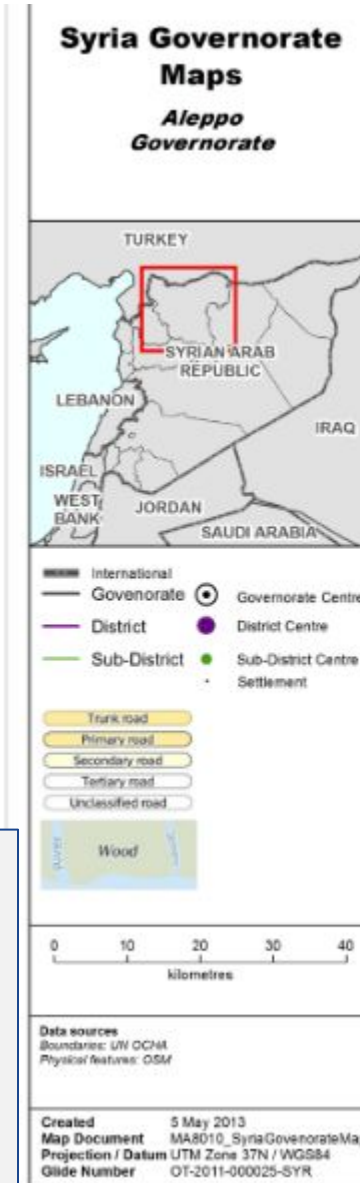 Syria Governorate
Maps
Aleppo
Governorate
TURKEY
SYRIAN ARAB
REPUBLIC
LEBANON
IRAQ
ISRAEL
WEST
BANK
JORDAN
SAUDI ARABIA
International
Govenorate
Governorate Centre
District
District Centre
Sub-District
Sub-District Centre
Settlement
Trunk road
Primary road
Secondary road
Tertiary road
Unclassified road
River
Wood
0 10 20 30 40
kilometres
Data sources
Boundaries: UN OCHA
Physical features: OSM
Created 5 May 2013
Map Document MA8010_SyriaGovenorateMap
Projection / Datum UTM Zone 37N / WGS84
Glide Number OT-2011-000025-SYR